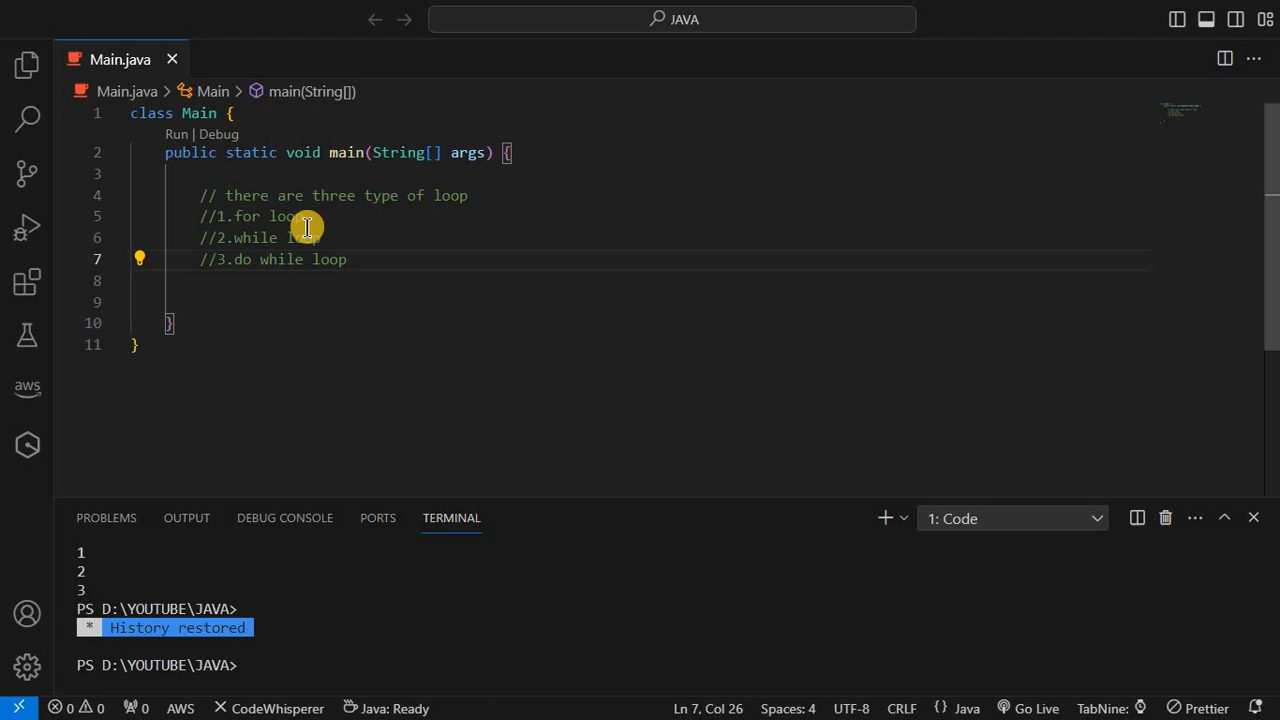 JAVA
Main.java
Main.java > Main > main(String[])
1 class Main {
Run | Debug
2 public static void main(String[] args) {
3
4 // there are three type of loop
5 //1.for loop
6 //2.while loop
7 //3.do while loop
8
9
10 }
11 }
PROBLEMS OUTPUT DEBUG CONSOLE PORTS TERMINAL
1: Code
1
2
3
PS D:\YOUTUBE\JAVA>
* History restored
PS D:\YOUTUBE\JAVA>
aws
0 0 0 AWS CodeWhisperer Java: Ready Ln 7, Col 26 Spaces: 4 UTF-8 CRLF {} Java Go Live TabNine: Prettier